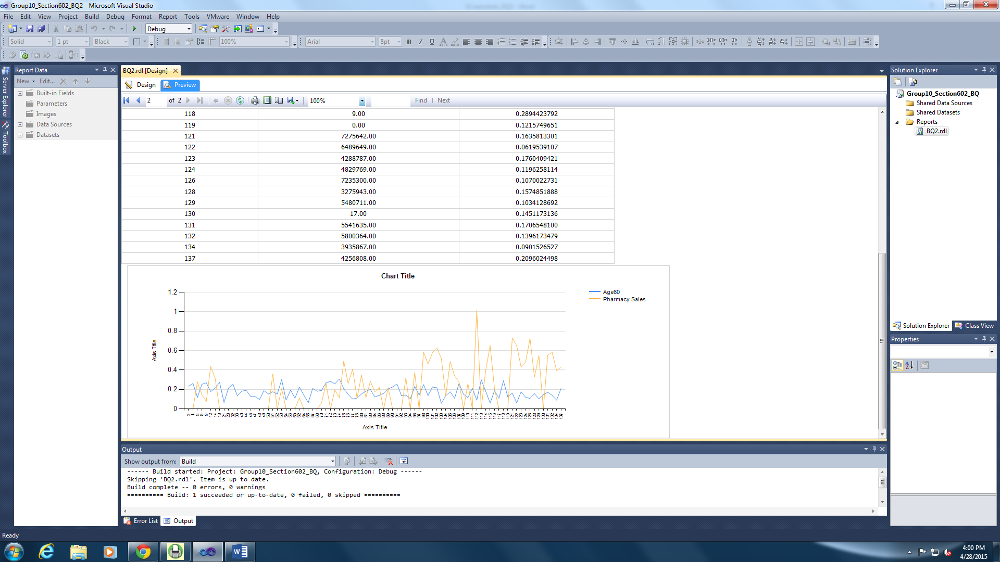 Group10_Section602_BQ2 - Microsoft Visual Studio
File Edit View Project Build Debug Format Report Tools VMware Window Help
Debug
Solid 1 pt Black 100% Arial 8pt B I U
Server Explorer
Toolbox
Report Data
New Edit...
Built-in Fields
Parameters
Images
Data Sources
Datasets
BQ2.rdl [Design]
Design Preview
2 of 2 100% Find Next
118 9.00 0.2894423792
119 0.00 0.1215749651
121 7275642.00 0.1635813301
122 6489649.00 0.0619539107
123 4288787.00 0.1760409421
124 4829769.00 0.1196258114
126 7235300.00 0.1070022731
128 3275943.00 0.1574851888
129 5480711.00 0.1034128692
130 17.00 0.1451173136
131 5541635.00 0.1706548100
132 5800364.00 0.1396173479
134 3935867.00 0.0901526527
137 4256808.00 0.2096024498
Chart Title
Age60
Pharmacy Sales
1.2
1
0.8
0.6
0.4
0.2
0
Axis Title
Axis Title
Output
Show output from: Build
------ Build started: Project: Group10_Section602_BQ, Configuration: Debug ------
Skipping 'BQ2.rdl'. Item is up to date.
Build complete -- 0 errors, 0 warnings
========== Build: 1 succeeded or up-to-date, 0 failed, 0 skipped ==========
Error List Output
Solution Explorer
Group10_Section602_BQ
Shared Data Sources
Shared Datasets
Reports
BQ2.rdl
Solution Explorer Class View
Properties
Ready
4:00 PM
4/28/2015